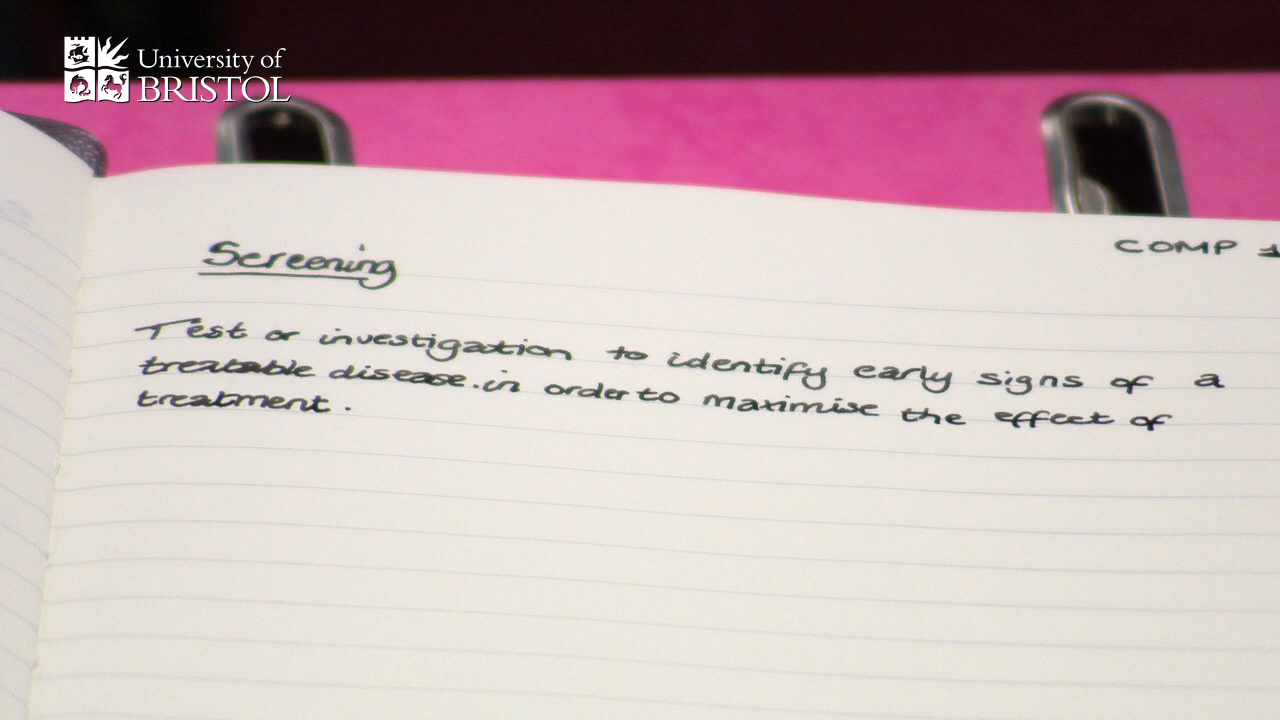 University of
BRISTOL
Screening
COMP 1
Test or investigation to identify early signs of a
treatable disease.in order to maximise the effect of
treatment.